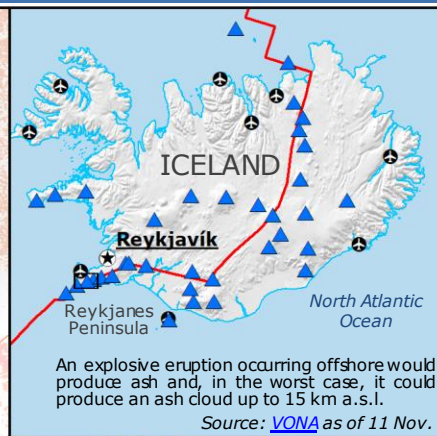 ICELAND
Reykjavík
Reykjanes
Peninsula
North Atlantic
Ocean
An explosive eruption occurring offshore would
produce ash and, in the worst case, it could
produce an ash cloud up to 15 km a.s.l.
Source: VONA as of 11 Nov.